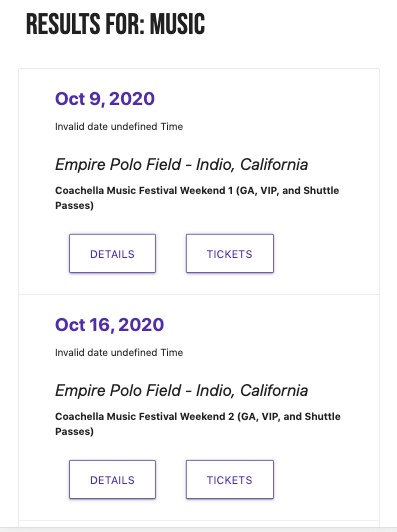 RESULTS FOR: MUSIC
Oct 9, 2020
Invalid date undefined Time
Empire Polo Field - Indio, California
Coachella Music Festival Weekend 1 (GA, VIP, and Shuttle
Passes)
DETAILS TICKETS
Oct 16, 2020
Invalid date undefined Time
Empire Polo Field - Indio, California
Coachella Music Festival Weekend 2 (GA, VIP, and Shuttle
Passes)
DETAILS TICKETS